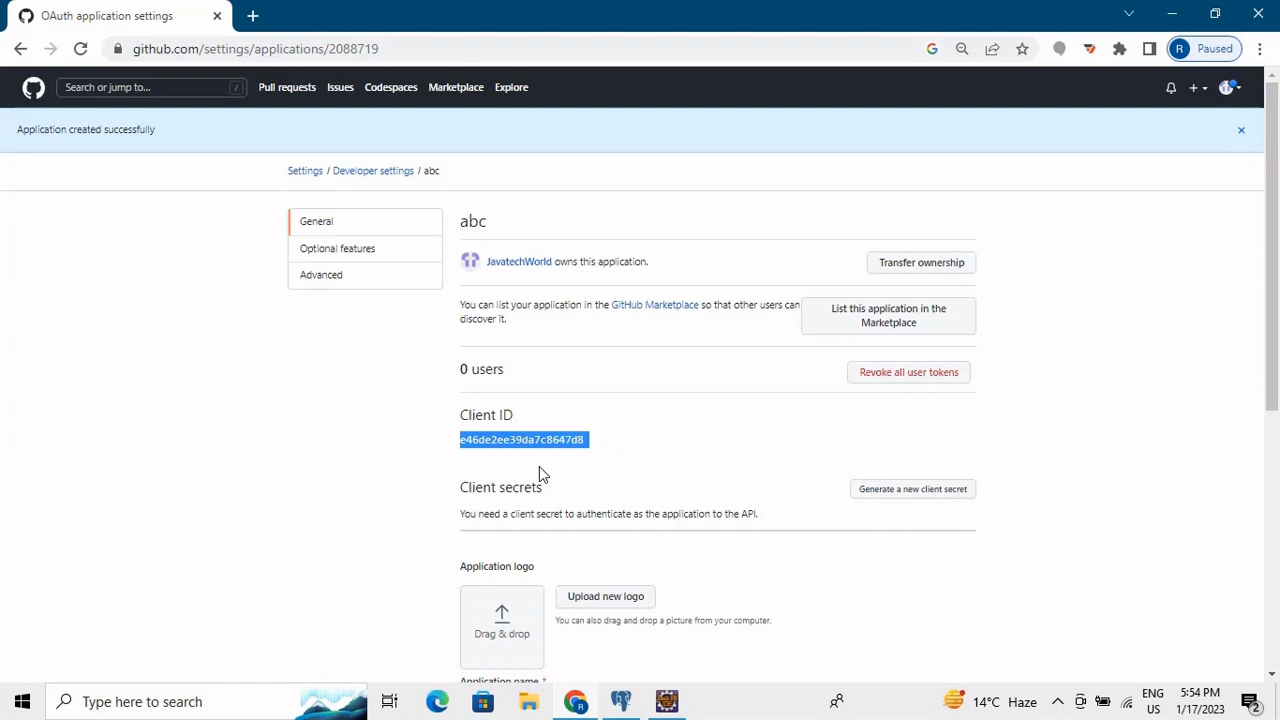 OAuth application settings
github.com/settings/applications/2088719
R Paused
Search or jump to... /
Pull requests Issues Codespaces Marketplace Explore
Application created successfully
Settings / Developer settings / abc
General
Optional features
Advanced
abc
JavatechWorld owns this application.
Transfer ownership
You can list your application in the GitHub Marketplace so that other users can
discover it.
List this application in the
Marketplace
0 users
Revoke all user tokens
Client ID
e46de2ee39da7c8647d8
Client secrets
Generate a new client secret
You need a client secret to authenticate as the application to the API.
Application logo
Drag & drop
Upload new logo
You can also drag and drop a picture from your computer.
Application name *
Type here to search
14°C Haze
ENG
US
5:54 PM
1/17/2023
2